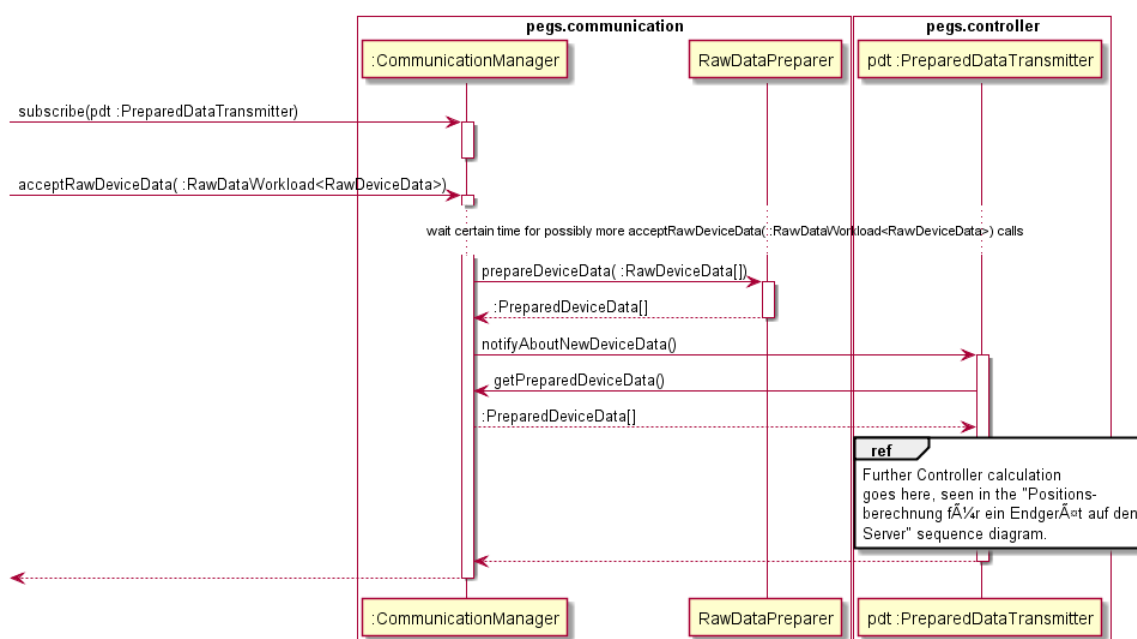 pegs.communication
pegs.controller
:CommunicationManager
RawDataPreparer
pdt :PreparedDataTransmitter
subscribe(pdt :PreparedDataTransmitter)
acceptRawDeviceData( :RawDataWorkload<RawDeviceData>)
wait certain time for possibly more acceptRawDeviceData(::RawDataWorkload<RawDeviceData>) calls
prepareDeviceData( :RawDeviceData[])
:PreparedDeviceData[]
notifyAboutNewDeviceData()
getPreparedDeviceData()
:PreparedDeviceData[]
ref
Further Controller calculation
goes here, seen in the "Positions-
berechnung fÃ¼r ein EndgerÃ¤t auf den
Server" sequence diagram.
:CommunicationManager
RawDataPreparer
pdt :PreparedDataTransmitter